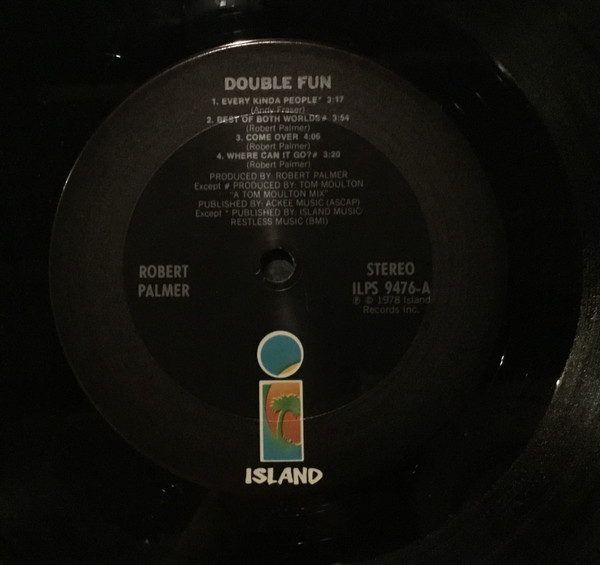 DOUBLE FUN
1. EVERY KINDA PEOPLE* 3:17
(Andy Fraser)
2. BEST OF BOTH WORLDS# 3:54
(Robert Palmer)
3. COME OVER 4:06
(Robert Palmer)
4. WHERE CAN IT GO?# 3:20
(Robert Palmer)
PRODUCED BY: ROBERT PALMER
Except # PRODUCED BY: TOM MOULTON
"A TOM MOULTON MIX"
PUBLISHED BY: ACKEE MUSIC (ASCAP)
Except * PUBLISHED BY: ISLAND MUSIC/
RESTLESS MUSIC (BMI)
ROBERT
PALMER
STEREO
ILPS 9476-A
℗ © 1978 Island
Records Inc.
ISLAND